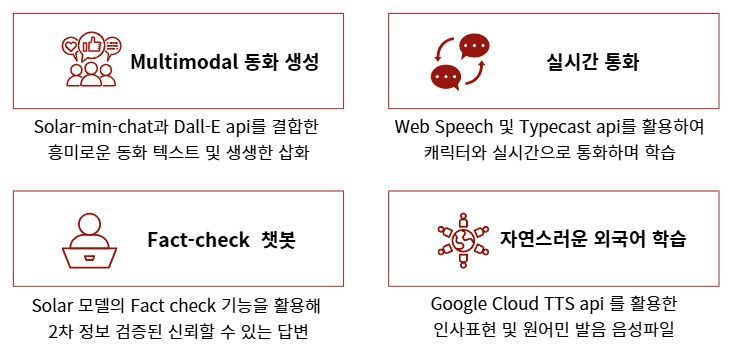 Multimodal 동화 생성
Solar-min-chat과 Dall-E api를 결합한
흥미로운 동화 텍스트 및 생생한 삽화
실시간 통화
Web Speech 및 Typecast api를 활용하여
캐릭터와 실시간으로 통화하며 학습
Fact-check 챗봇
Solar 모델의 Fact check 기능을 활용해
2차 정보 검증된 신뢰할 수 있는 답변
자연스러운 외국어 학습
Google Cloud TTS api 를 활용한
인사표현 및 원어민 발음 음성파일